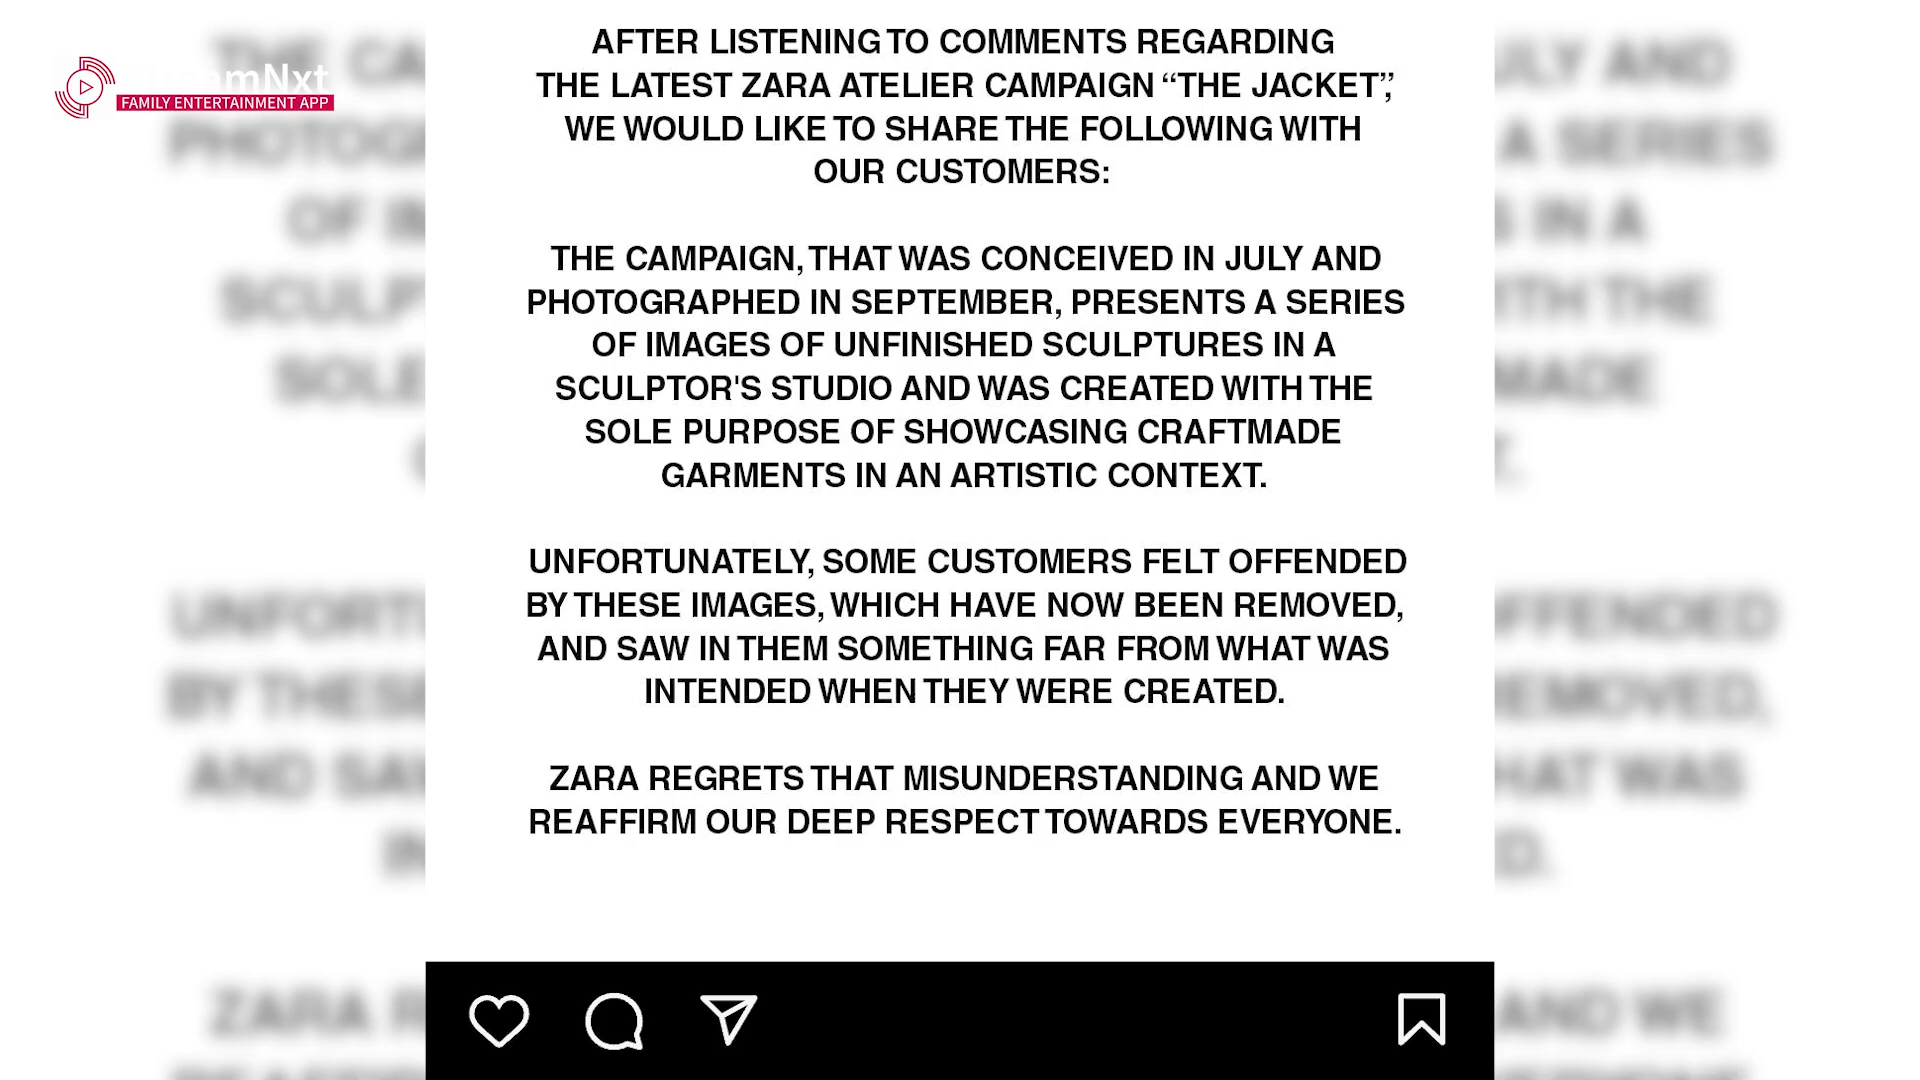 AFTER LISTENING TO COMMENTS REGARDING
THE LATEST ZARA ATELIER CAMPAIGN “THE JACKET”,
WE WOULD LIKE TO SHARE THE FOLLOWING WITH
OUR CUSTOMERS:
THE CAMPAIGN, THAT WAS CONCEIVED IN JULY AND
PHOTOGRAPHED IN SEPTEMBER, PRESENTS A SERIES
OF IMAGES OF UNFINISHED SCULPTURES IN A
SCULPTOR'S STUDIO AND WAS CREATED WITH THE
SOLE PURPOSE OF SHOWCASING CRAFTMADE
GARMENTS IN AN ARTISTIC CONTEXT.
UNFORTUNATELY, SOME CUSTOMERS FELT OFFENDED
BY THESE IMAGES, WHICH HAVE NOW BEEN REMOVED,
AND SAW IN THEM SOMETHING FAR FROM WHAT WAS
INTENDED WHEN THEY WERE CREATED.
ZARA REGRETS THAT MISUNDERSTANDING AND WE
REAFFIRM OUR DEEP RESPECT TOWARDS EVERYONE.
FAMILY ENTERTAINMENT APP